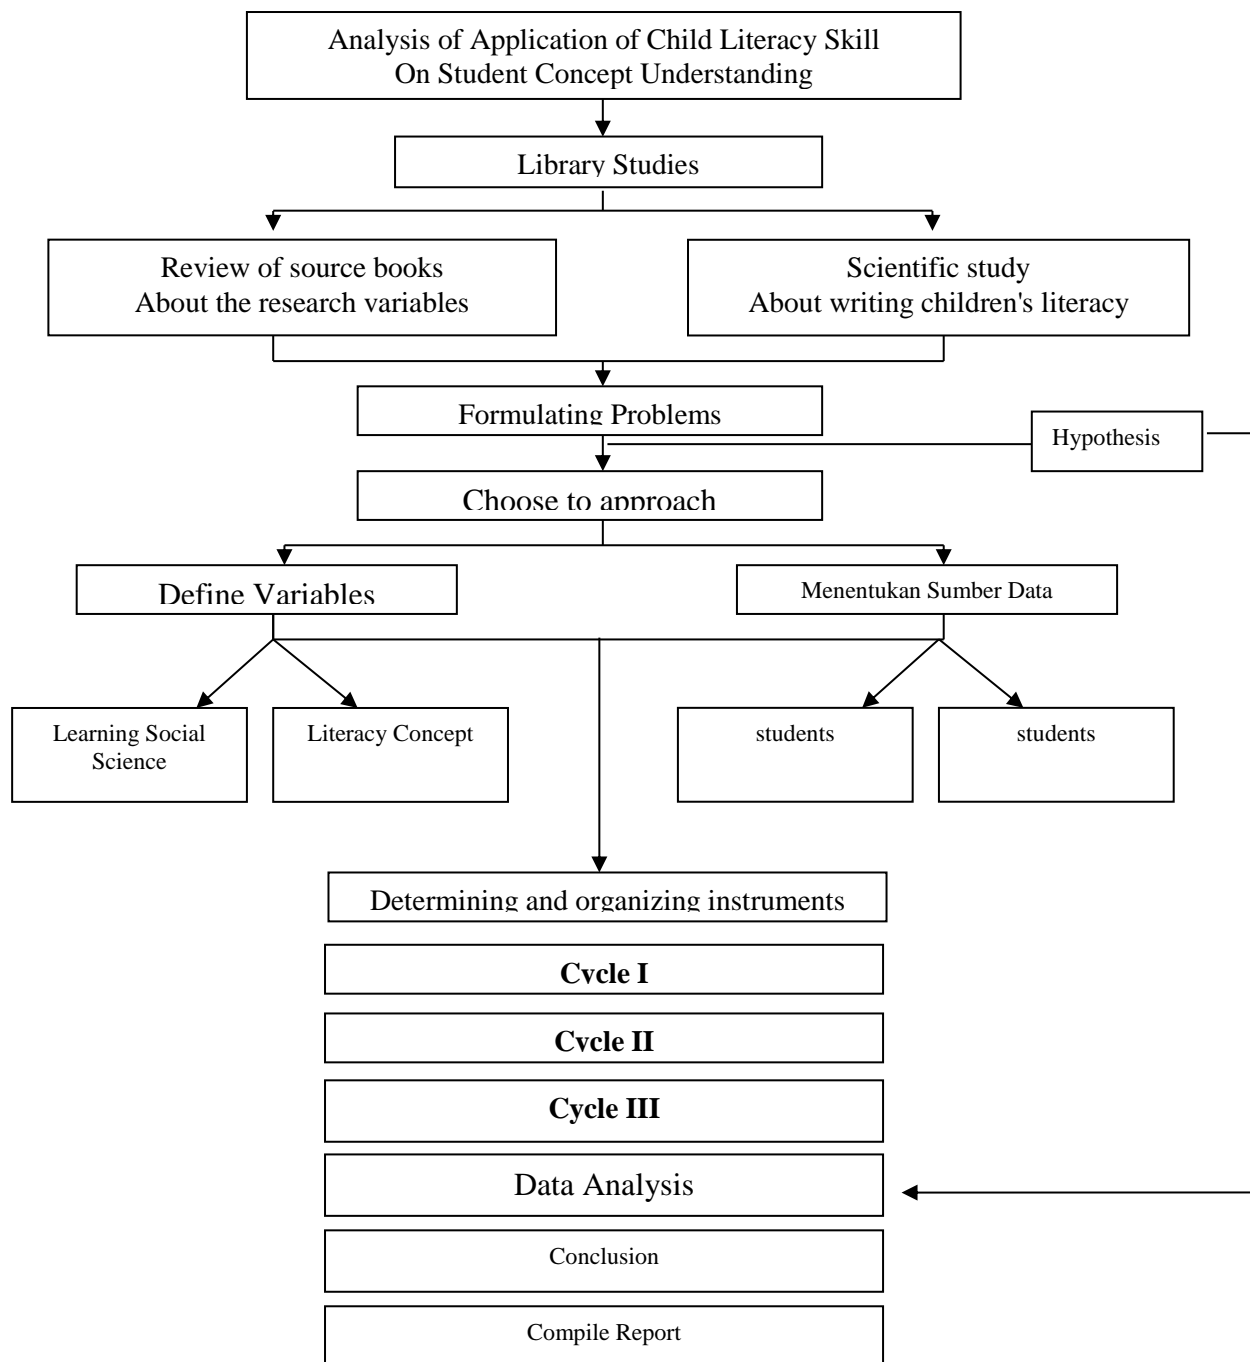 Analysis of Application of Child Literacy Skill
On Student Concept Understanding
Library Studies
Review of source books
About the research variables
Scientific study
About writing children's literacy
Formulating Problems
Hypothesis
Choose to approach
Define Variables
Menentukan Sumber Data
Learning Social
Science
Literacy Concept
students
students
Determining and organizing instruments
Cycle I
Cycle II
Cycle III
Data Analysis
Conclusion
Compile Report